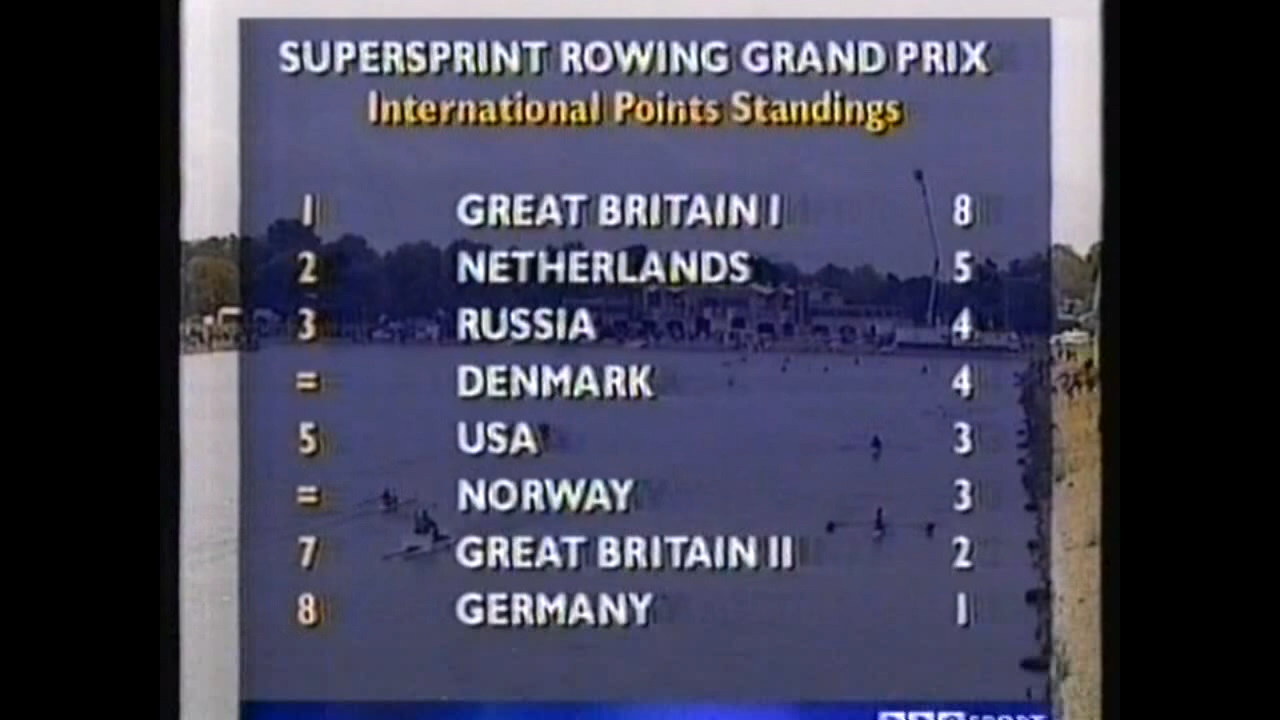 SUPERSPRINT ROWING GRAND PRIX
International Points Standings
1 GREAT BRITAIN I 8
2 NETHERLANDS 5
3 RUSSIA 4
= DENMARK 4
5 USA 3
= NORWAY 3
7 GREAT BRITAIN II 2
8 GERMANY 1